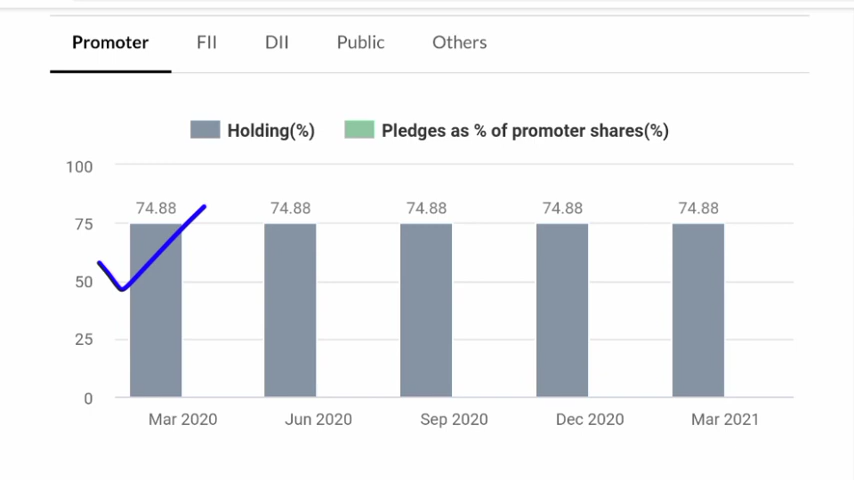 Promoter FII DII Public Others
Holding(%) Pledges as % of promoter shares(%)
100
74.88 74.88 74.88 74.88 74.88
75
50
25
0
Mar 2020 Jun 2020 Sep 2020 Dec 2020 Mar 2021